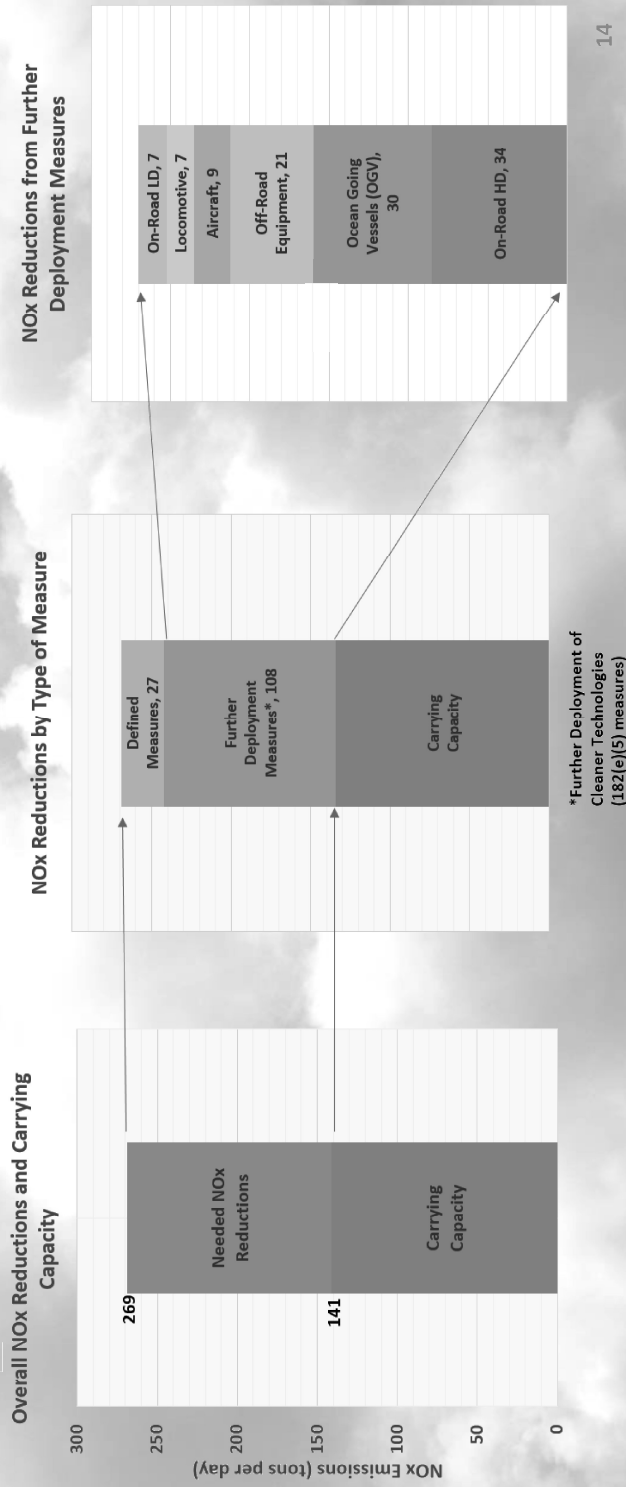 Overall NOx Reductions and Carrying
Capacity
NOx Emissions (tons per day)
300
250
200
150
100
50
0
269
141
Needed NOx
Reductions
Carrying
Capacity
NOx Reductions by Type of Measure
Defined
Measures, 27
Further
Deployment
Measures*, 108
Carrying
Capacity
*Further Deployment of
Cleaner Technologies
(182(e)(5) measures)
NOx Reductions from Further
Deployment Measures
On-Road LD, 7
Locomotive, 7
Aircraft, 9
Off-Road
Equipment, 21
Ocean Going
Vessels (OGV),
30
On-Road HD, 34
14